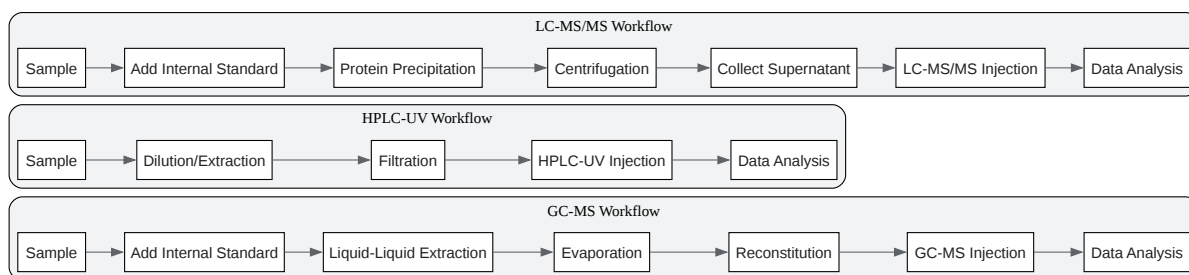 LC-MS/MS Workflow
Sample Add Internal Standard Protein Precipitation Centrifugation Collect Supernatant LC-MS/MS Injection Data Analysis
HPLC-UV Workflow
Sample Dilution/Extraction Filtration HPLC-UV Injection Data Analysis
GC-MS Workflow
Sample Add Internal Standard Liquid-Liquid Extraction Evaporation Reconstitution GC-MS Injection Data Analysis